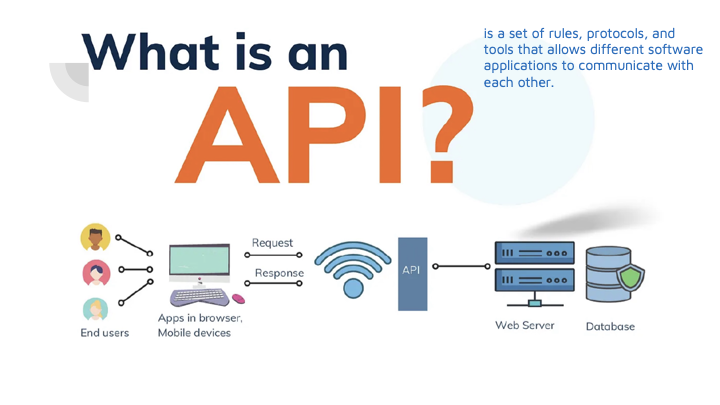 What is an
API?
is a set of rules, protocols, and
tools that allows different software
applications to communicate with
each other.
Request
Response
API
End users
Apps in browser,
Mobile devices
Web Server
Database